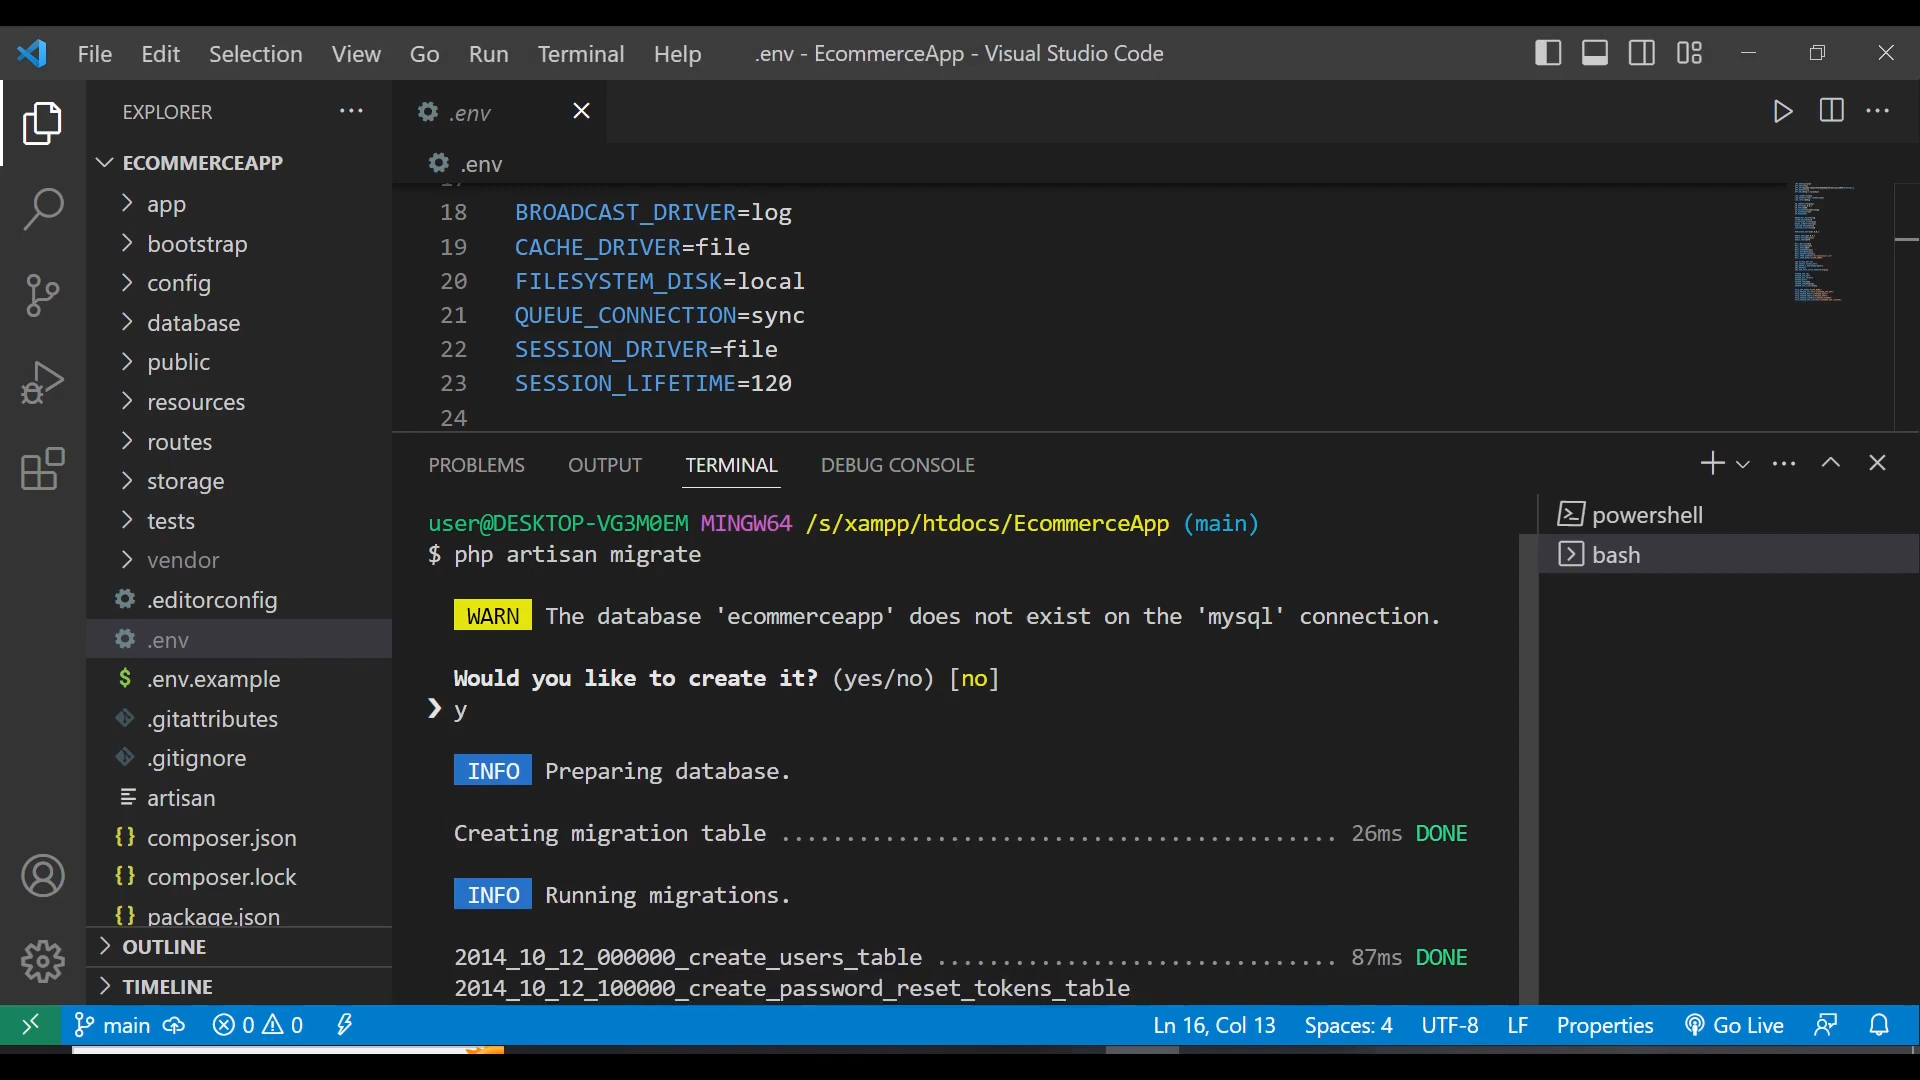 File Edit Selection View Go Run Terminal Help .env - EcommerceApp - Visual Studio Code
EXPLORER
.env
ECOMMERCEAPP
.env
app
bootstrap
config
database
public
resources
routes
storage
tests
vendor
.editorconfig
.env
.env.example
.gitattributes
.gitignore
artisan
composer.json
composer.lock
package.json
OUTLINE
TIMELINE
18 BROADCAST_DRIVER=log
19 CACHE_DRIVER=file
20 FILESYSTEM_DISK=local
21 QUEUE_CONNECTION=sync
22 SESSION_DRIVER=file
23 SESSION_LIFETIME=120
24
PROBLEMS OUTPUT TERMINAL DEBUG CONSOLE
user@DESKTOP-VG3M0EM MINGW64 /s/xampp/htdocs/EcommerceApp (main)
$ php artisan migrate
WARN The database 'ecommerceapp' does not exist on the 'mysql' connection.
Would you like to create it? (yes/no) [no]
❯ y
INFO Preparing database.
Creating migration table .......................................... 26ms DONE
INFO Running migrations.
2014_10_12_000000_create_users_table .............................. 87ms DONE
2014_10_12_100000_create_password_reset_tokens_table
powershell
bash
main 0 0 Ln 16, Col 13 Spaces: 4 UTF-8 LF Properties Go Live